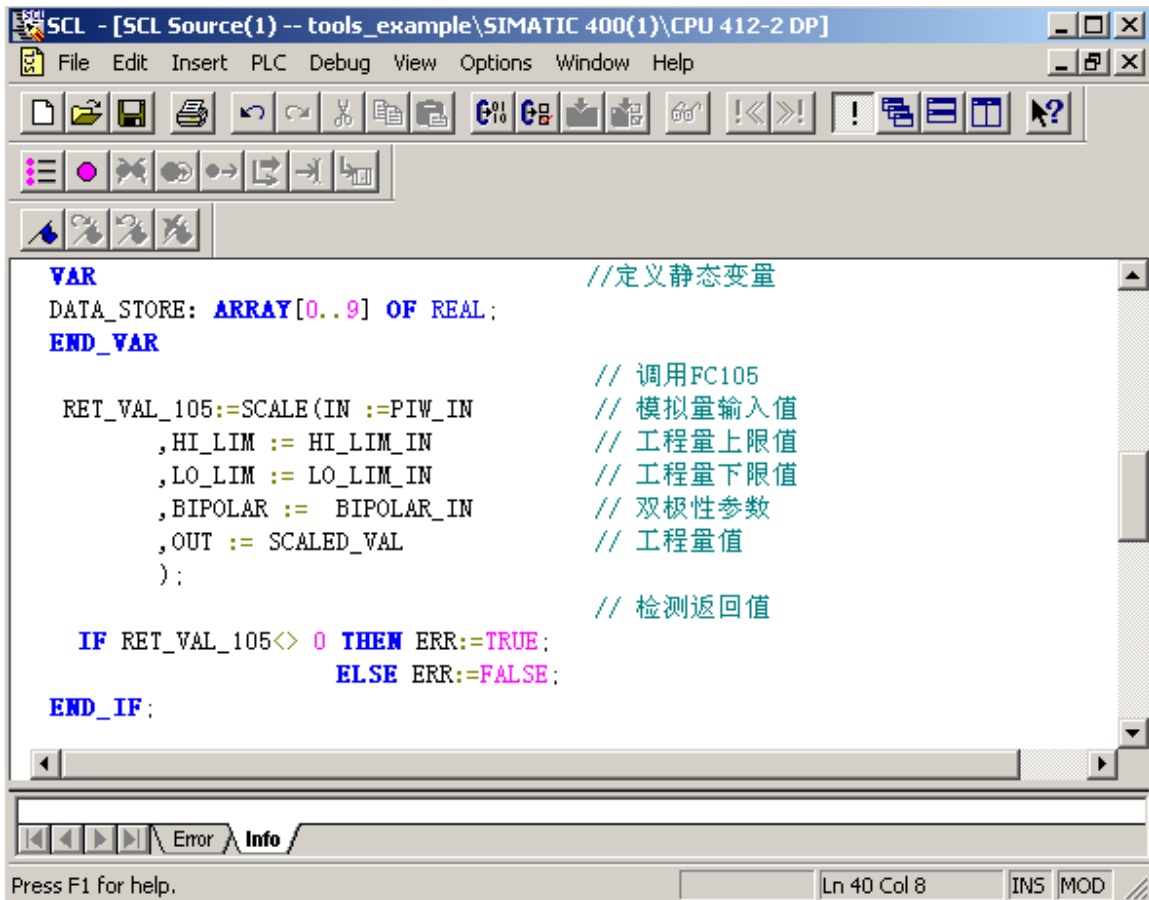 SCL - [SCL Source(1) -- tools_example\SIMATIC 400(1)\CPU 412-2 DP]
File Edit Insert PLC Debug View Options Window Help
VAR //定义静态变量
DATA_STORE: ARRAY[0..9] OF REAL;
END_VAR
// 调用FC105
RET_VAL_105:=SCALE(IN :=PIW_IN // 模拟量输入值
,HI_LIM := HI_LIM_IN // 工程量上限值
,LO_LIM := LO_LIM_IN // 工程量下限值
,BIPOLAR := BIPOLAR_IN // 双极性参数
,OUT := SCALED_VAL // 工程量值
);
// 检测返回值
IF RET_VAL_105<> 0 THEN ERR:=TRUE;
ELSE ERR:=FALSE;
END_IF;
Error Info
Press F1 for help. Ln 40 Col 8 INS MOD